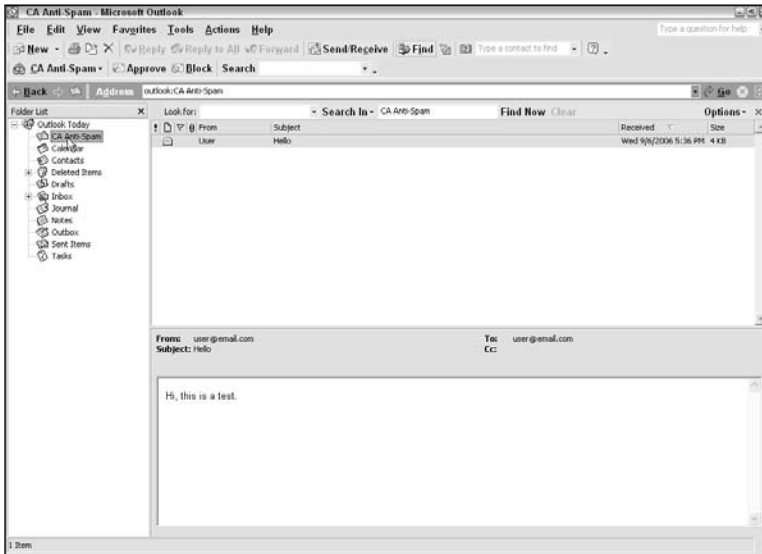 CA Anti-Spam - Microsoft Outlook
File Edit View Favorites Tools Actions Help Type a question for help
New Reply Reply to All Forward Send/Receive Find Type a contact to find
CA Anti-Spam Approve Block Search
Back Address outlook:CA Anti-Spam Go
Folder List X Look for: Search In CA Anti-Spam Find Now Clear Options X
Outlook Today ! From Subject Received Size
CA Anti-Spam User Hello Wed 9/6/2006 5:36 PM 4 KB
Calendar
Contacts
Deleted Items
Drafts
Inbox
Journal
Notes
Outbox
Sent Items
Tasks
From: user@email.com To: user@email.com
Subject: Hello Cc:
Hi, this is a test.
1 Item